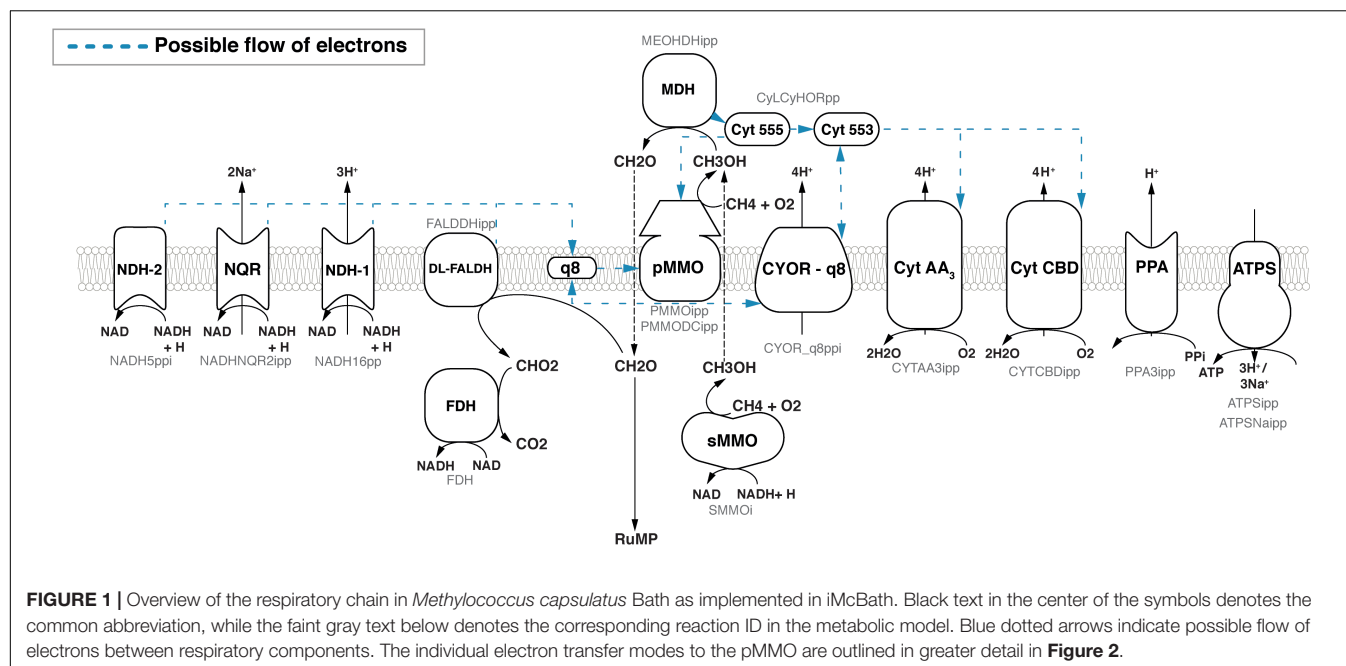 Possible flow of electrons
MEOHDHipp
MDH
CyLCyHORpp
Cyt 555
Cyt 553
CH2O
CH3OH
2Na⁺
3H⁺
4H⁺
4H⁺
4H⁺
H⁺
CH4 + O2
FALDDHipp
NDH-2
NQR
NDH-1
DL-FALDH
q8
pMMO
CYOR - q8
Cyt AA₃
Cyt CBD
PPA
ATPS
PMMOipp
PMMODCipp
NAD
NADH
+ H
NAD
NADH
+ H
NAD
NADH
+ H
NADH5ppi
NADHNQR2ipp
NADH16pp
CYOR_q8ppi
2H2O
O2
2H2O
O2
CYTAA3ipp
CYTCBDipp
PPi
PPA3ipp
ATP
3H⁺/
3Na⁺
ATPSipp
ATPSNaipp
CHO2
CH2O
CH3OH
FDH
CH4 + O2
sMMO
CO2
NADH
NAD
FDH
NAD
NADH+ H
SMMOi
RuMP
FIGURE 1 | Overview of the respiratory chain in Methylococcus capsulatus Bath as implemented in iMcBath. Black text in the center of the symbols denotes the
common abbreviation, while the faint gray text below denotes the corresponding reaction ID in the metabolic model. Blue dotted arrows indicate possible flow of
electrons between respiratory components. The individual electron transfer modes to the pMMO are outlined in greater detail in Figure 2.